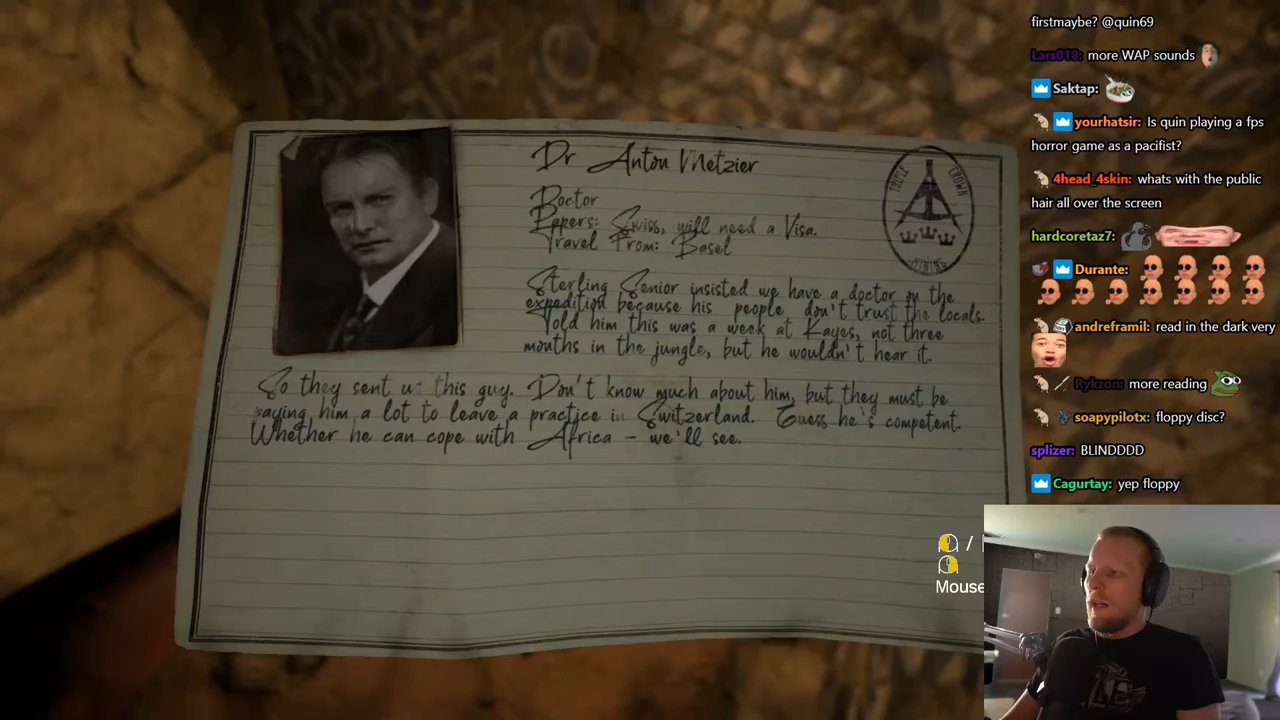 Dr Anton Metzier
Doctor
Papers: Swiss, will need a Visa.
Travel From: Basel
Sterling Senior insisted we have a doctor on the
expedition because his people don't trust the locals.
Told him this was a week at Kayes, not three
months in the jungle, but he wouldn't hear it.
So they sent us this guy. Don't know much about him, but they must be
paying him a lot to leave a practice in Switzerland. Guess he's competent.
Whether he can cope with Africa - we'll see.
TRIPLE CROWN
MINING
Mouse
firstmaybe? @quin69
Lars018: more WAP sounds
Saktap:
yourhatsir: Is quin playing a fps
horror game as a pacifist?
4head_4skin: whats with the public
hair all over the screen
hardcoretaz7:
Durante:
andreframil: read in the dark very
Rykzon: more reading
soapypilotx: floppy disc?
splizer: BLINDDDD
Cagurtay: yep floppy